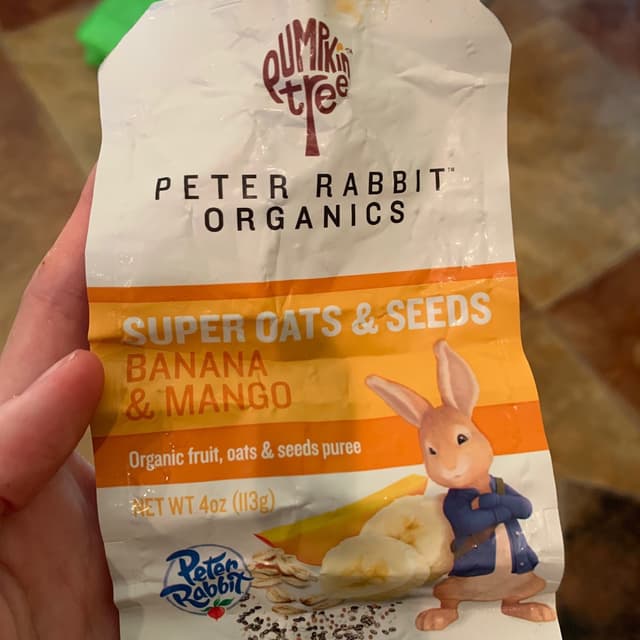 PUMPKIN
tree
PETER RABBIT™
ORGANICS
SUPER OATS & SEEDS
BANANA
& MANGO
Organic fruit, oats & seeds puree
NET WT 4oz (113g)
Peter
Rabbit